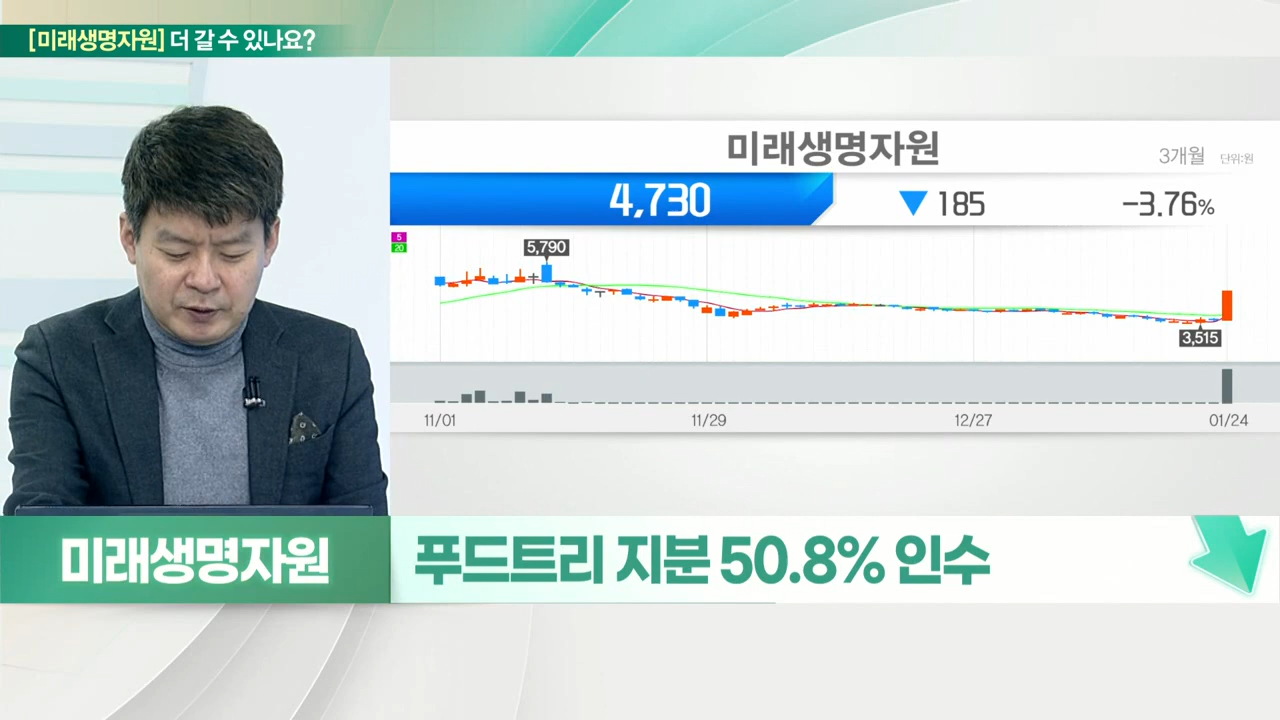 [미래생명자원] 더 갈 수 있나요?
미래생명자원
3개월 단위:원
4,730 ▼ 185 -3.76%
5
20
5,790
3,515
11/01 11/29 12/27 01/24
미래생명자원
푸드트리 지분 50.8% 인수